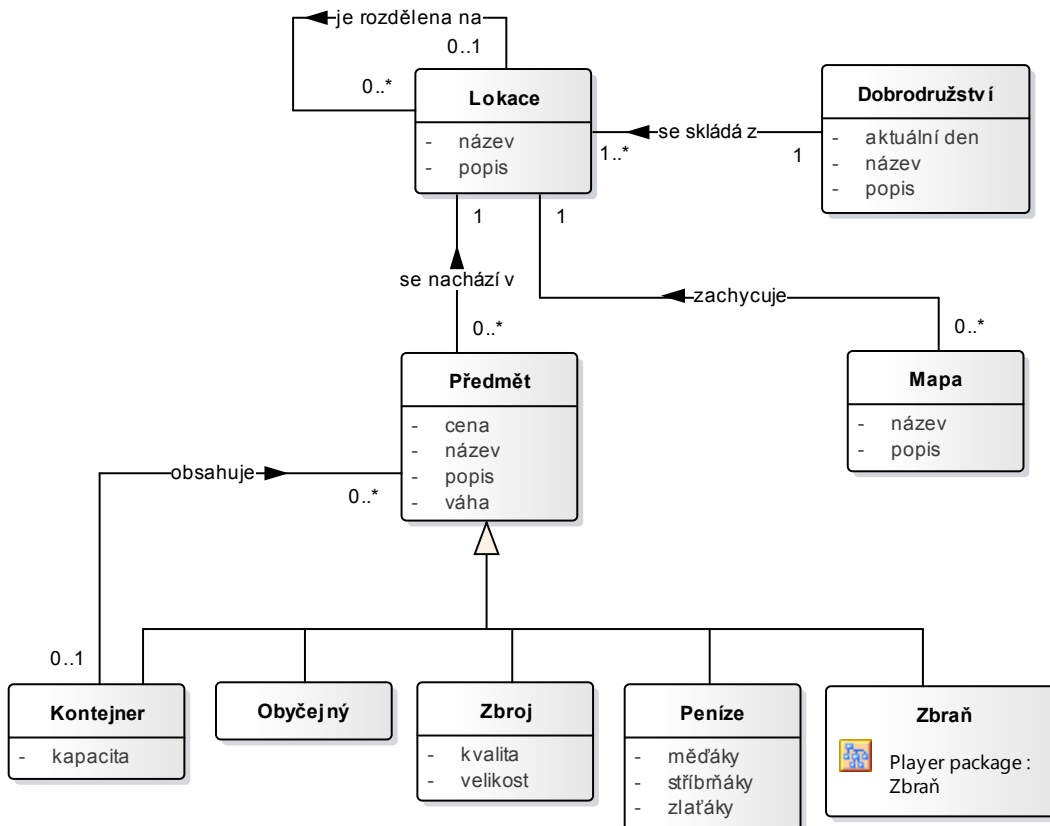 je rozdělena na
0..1
0..*
Lokace
- název
- popis
Dobrodružství
- aktuální den
- název
- popis
se skládá z
1..*
1
1
1
se nachází v
zachycuje
0..*
0..*
Předmět
- cena
- název
- popis
- váha
Mapa
- název
- popis
obsahuje
0..*
0..1
Kontejner
- kapacita
Obyčejný
Zbroj
- kvalita
- velikost
Peníze
- měďáky
- stříbrňáky
- zlaťáky
Zbraň
Player package :
Zbraň